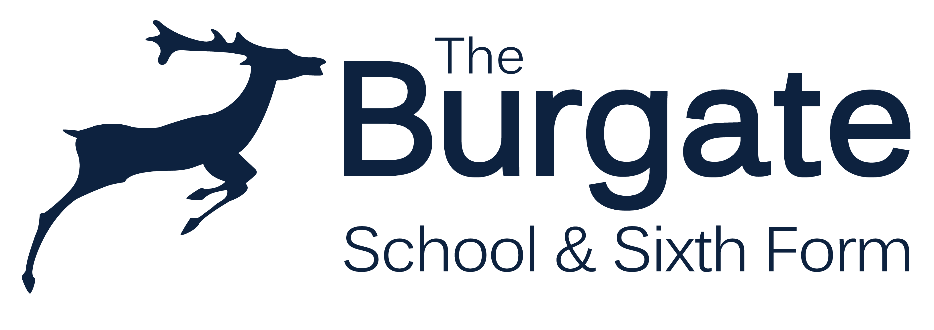 The
Burgate
School & Sixth Form